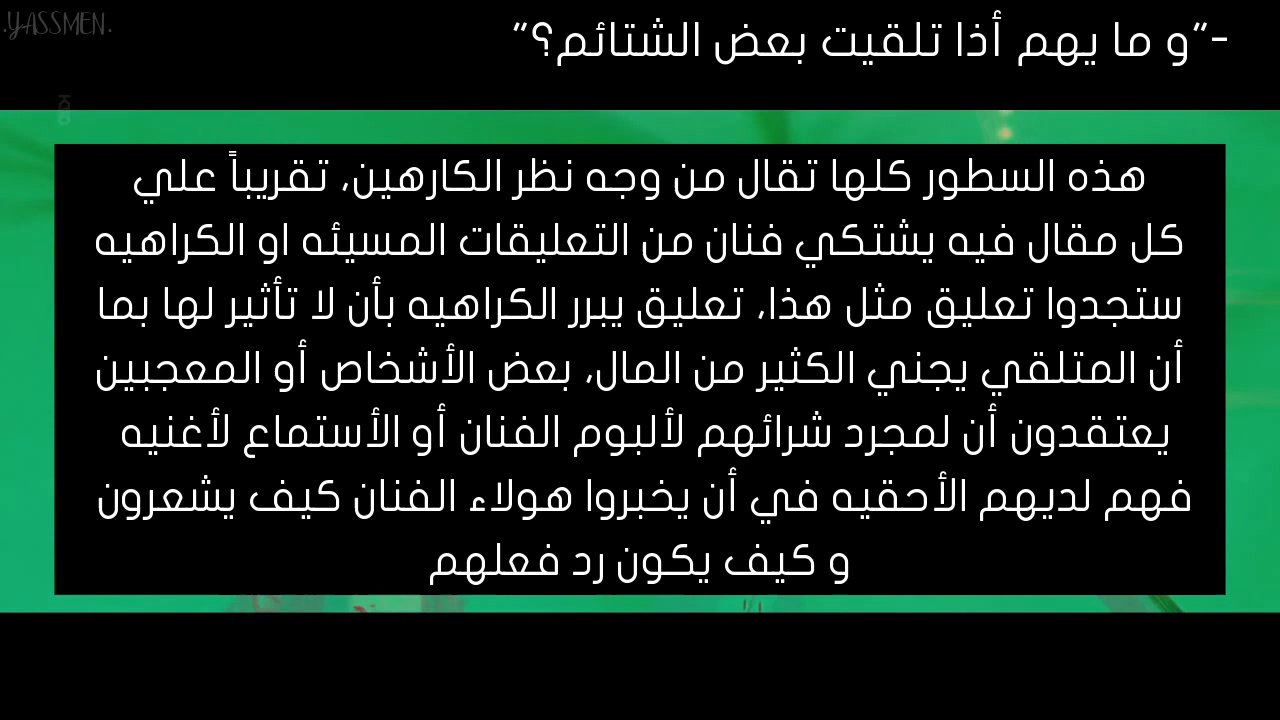 .YASSMEN.
-"و ما يهم أذا تلقيت بعض الشتائم؟"
هذه السطور كلها تقال من وجه نظر الكارهين، تقريباً علي
كل مقال فيه يشتكي فنان من التعليقات المسيئه او الكراهيه
ستجدوا تعليق مثل هذا، تعليق يبرر الكراهيه بأن لا تأثير لها بما
أن المتلقي يجني الكثير من المال، بعض الأشخاص أو المعجبين
يعتقدون أن لمجرد شرائهم لألبوم الفنان أو الأستماع لأغنيه
فهم لديهم الأحقيه في أن يخبروا هولاء الفنان كيف يشعرون
و كيف يكون رد فعلهم